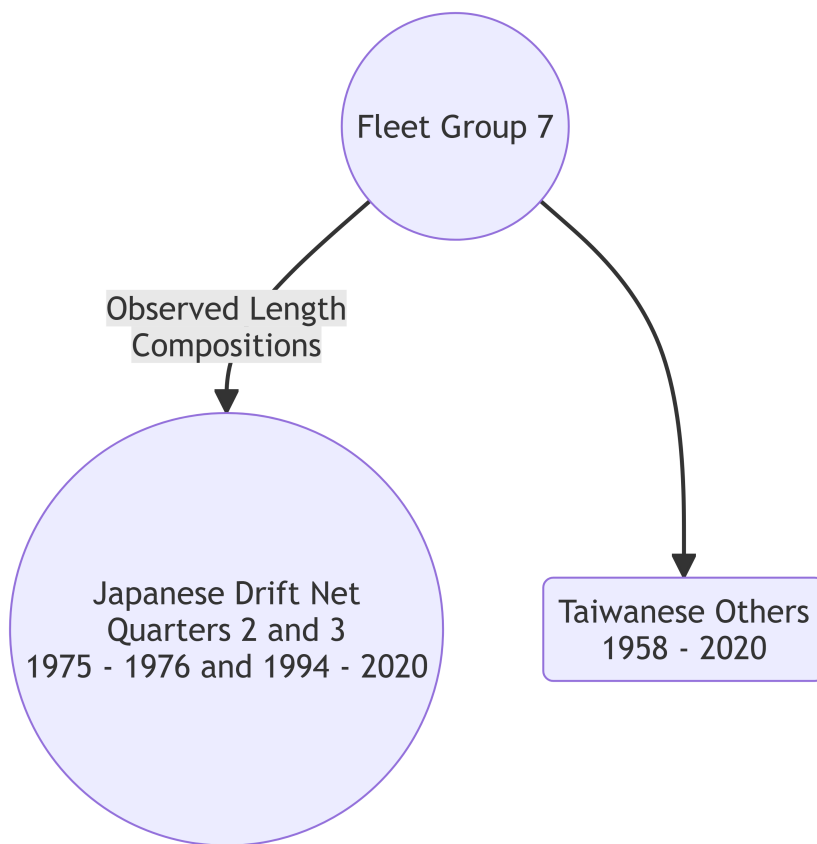 Fleet Group 7
Observed Length
Compositions
Japanese Drift Net
Quarters 2 and 3
1975 - 1976 and 1994 - 2020
Taiwanese Others
1958 - 2020